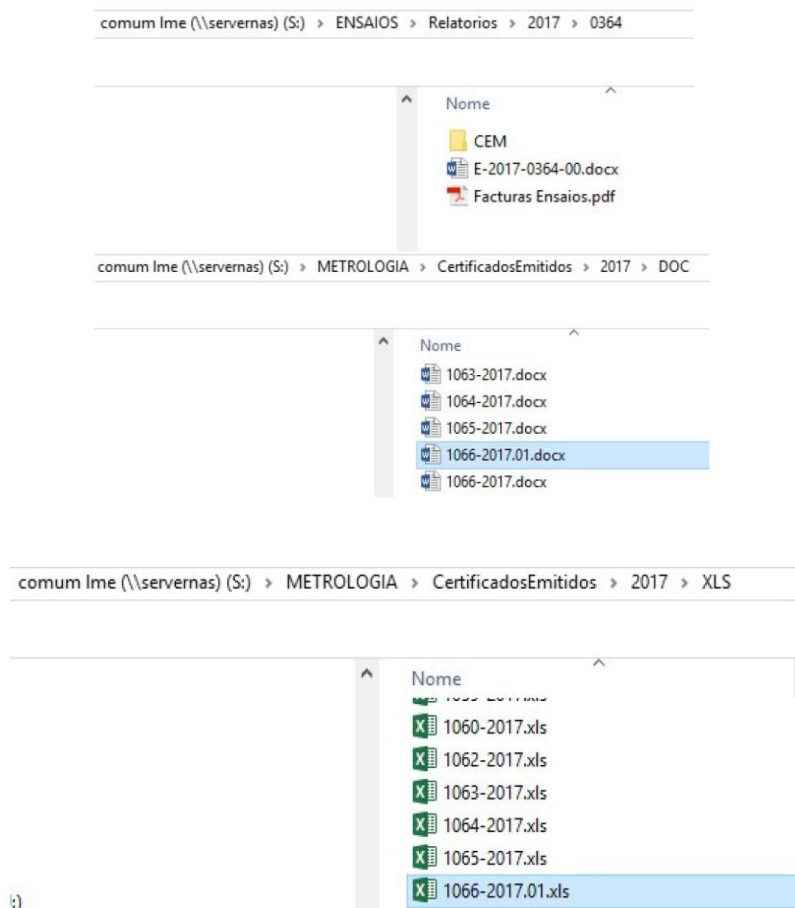 comum lme (\\servernas) (S:) > ENSAIOS > Relatorios > 2017 > 0364
Nome
CEM
E-2017-0364-00.docx
Facturas Ensaios.pdf
comum lme (\\servernas) (S:) > METROLOGIA > CertificadosEmitidos > 2017 > DOC
Nome
1063-2017.docx
1064-2017.docx
1065-2017.docx
1066-2017.01.docx
1066-2017.docx
comum lme (\\servernas) (S:) > METROLOGIA > CertificadosEmitidos > 2017 > XLS
Nome
1060-2017.xls
1062-2017.xls
1063-2017.xls
1064-2017.xls
1065-2017.xls
1066-2017.01.xls
:)